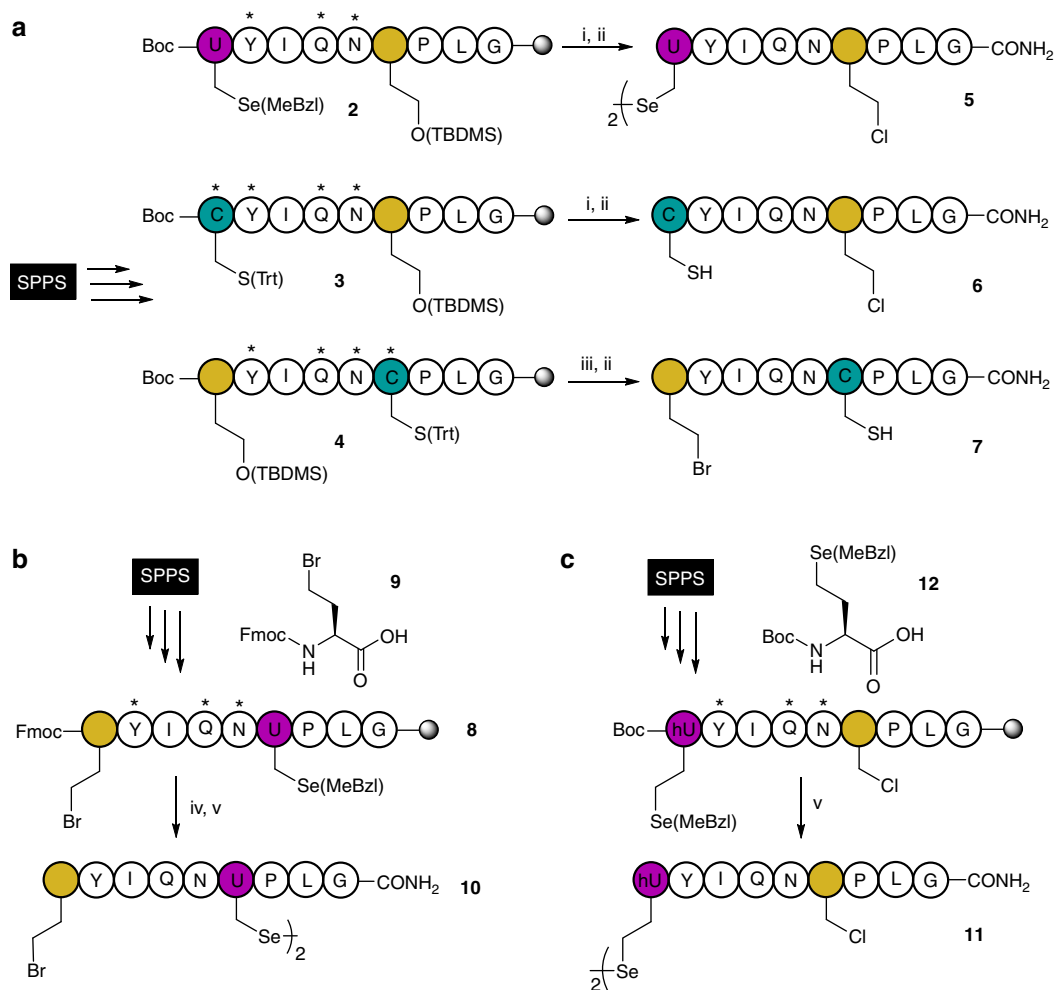 a
* * *
Boc U Y I Q N P L G
i, ii
U Y I Q N P L G CONH2
Se(MeBzl)
2
O(TBDMS)
2( Se
Cl
5
* * * *
Boc C Y I Q N P L G
i, ii
C Y I Q N P L G CONH2
SPPS
S(Trt)
3
O(TBDMS)
SH
Cl
6
* * * *
Boc Y I Q N C P L G
iii, ii
Y I Q N C P L G CONH2
O(TBDMS)
4
S(Trt)
Br
SH
7
b
SPPS
Br
9
Fmoc N H OH O
* * *
Fmoc Y I Q N U P L G
8
Br
Se(MeBzl)
iv, v
Y I Q N U P L G CONH2
10
Br
Se )2
c
SPPS
Se(MeBzl)
12
Boc N H OH O
* * *
Boc hU Y I Q N P L G
Se(MeBzl)
Cl
v
hU Y I Q N P L G CONH2
2( Se
Cl
11